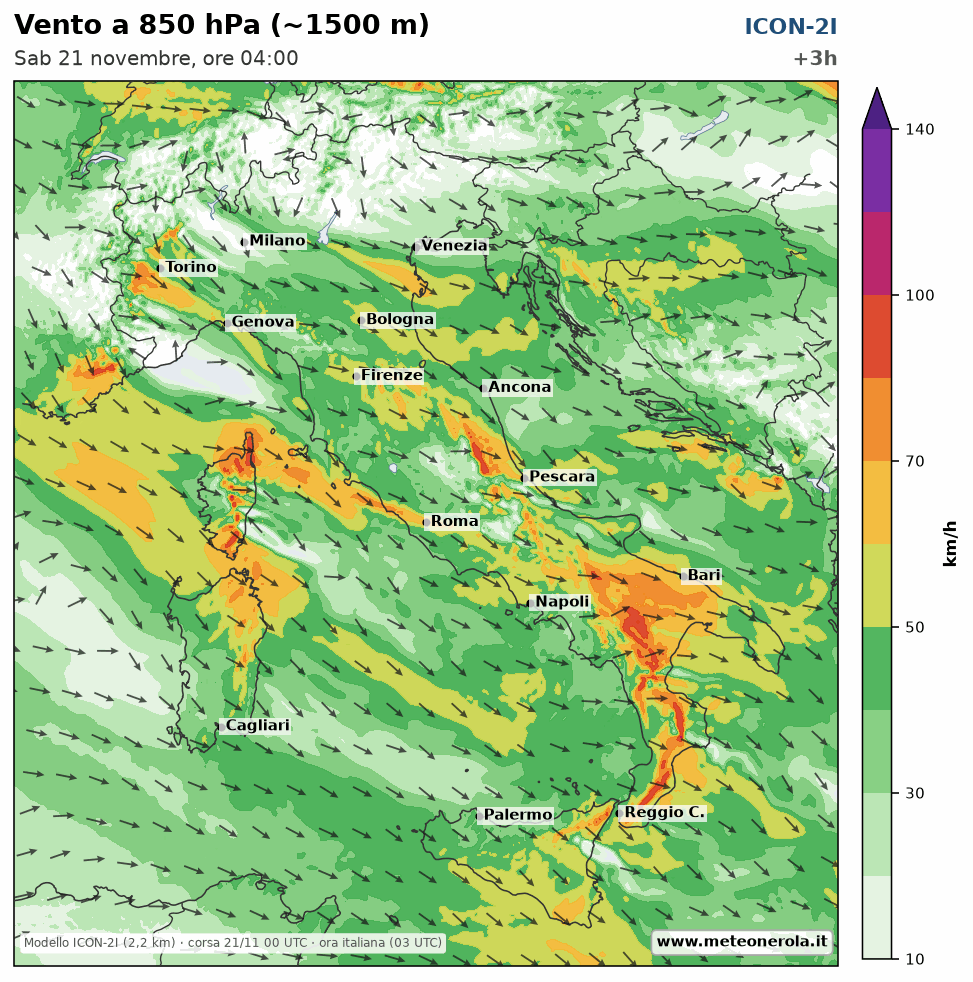 Vento a 850 hPa (~1500 m)
ICON-2I
Sab 21 novembre, ore 04:00
+3h
140
100
70
50
30
10
km/h
Milano
Venezia
Torino
Genova
Bologna
Firenze
Ancona
Pescara
Roma
Bari
Napoli
Cagliari
Palermo
Reggio C.
Modello ICON-2I (2,2 km) · corsa 21/11 00 UTC · ora italiana (03 UTC)
www.meteonerola.it